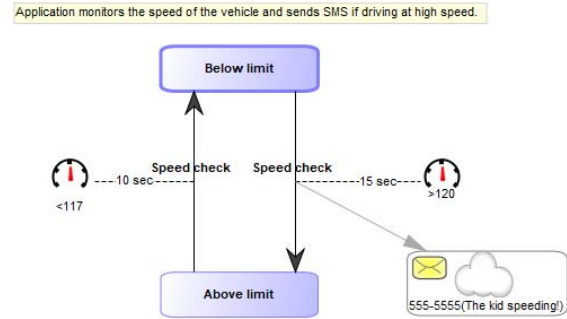 Application monitors the speed of the vehicle and sends SMS if driving at high speed.
Below limit
Speed check
Speed check
10 sec
15 sec
<117
>120
Above limit
555-5555(The kid speeding!)